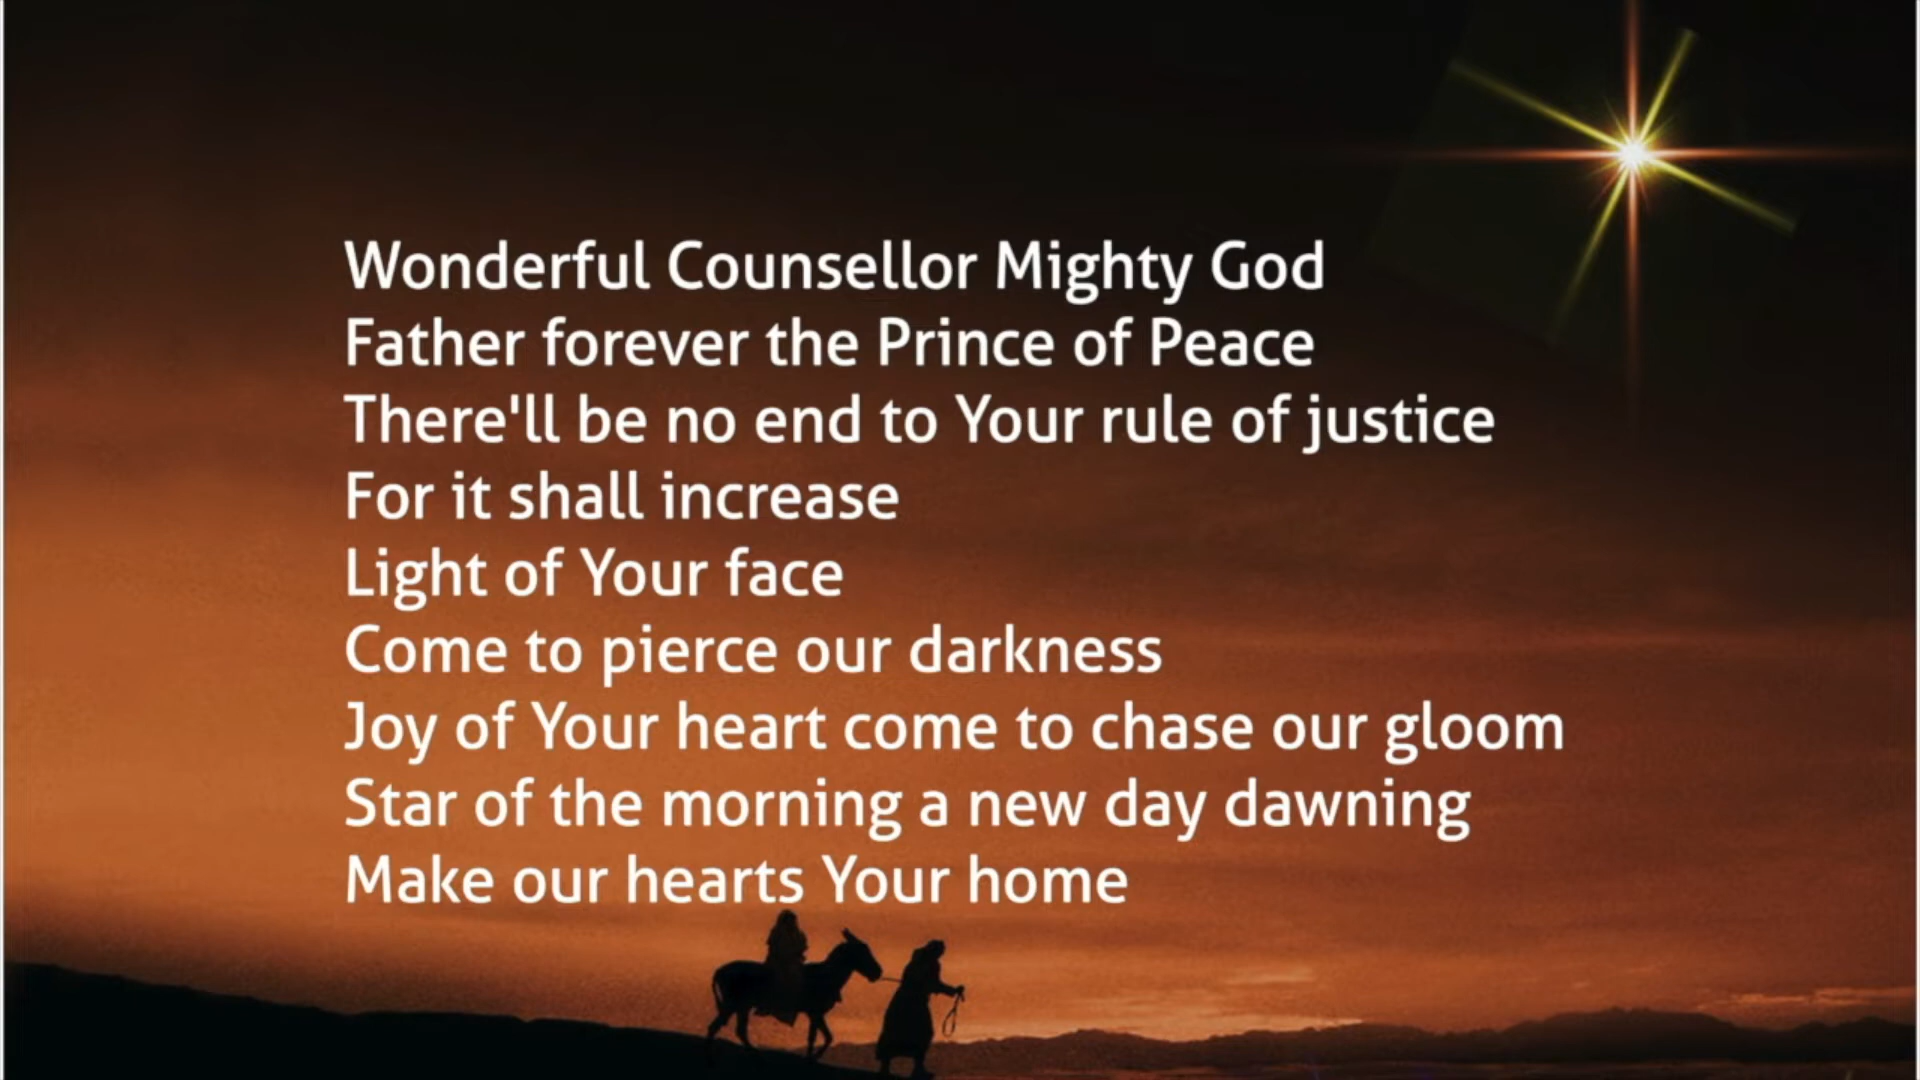 Wonderful Counsellor Mighty God
Father forever the Prince of Peace
There'll be no end to Your rule of justice
For it shall increase
Light of Your face
Come to pierce our darkness
Joy of Your heart come to chase our gloom
Star of the morning a new day dawning
Make our hearts Your home